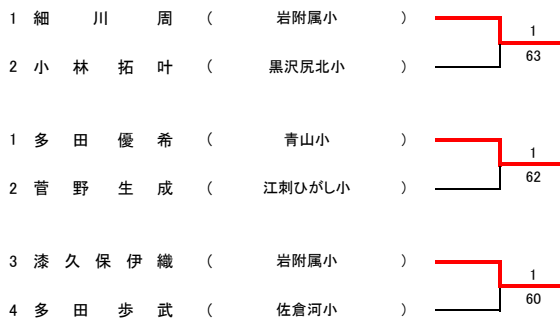 1 細川 周 ( 岩附属小 )
1
63
2 小林拓叶 ( 黒沢尻北小 )
1 多田優希 ( 青山小 )
1
62
2 菅野生成 ( 江刺ひがし小 )
3 漆久保伊織 ( 岩附属小 )
1
60
4 多田歩武 ( 佐倉河小 )